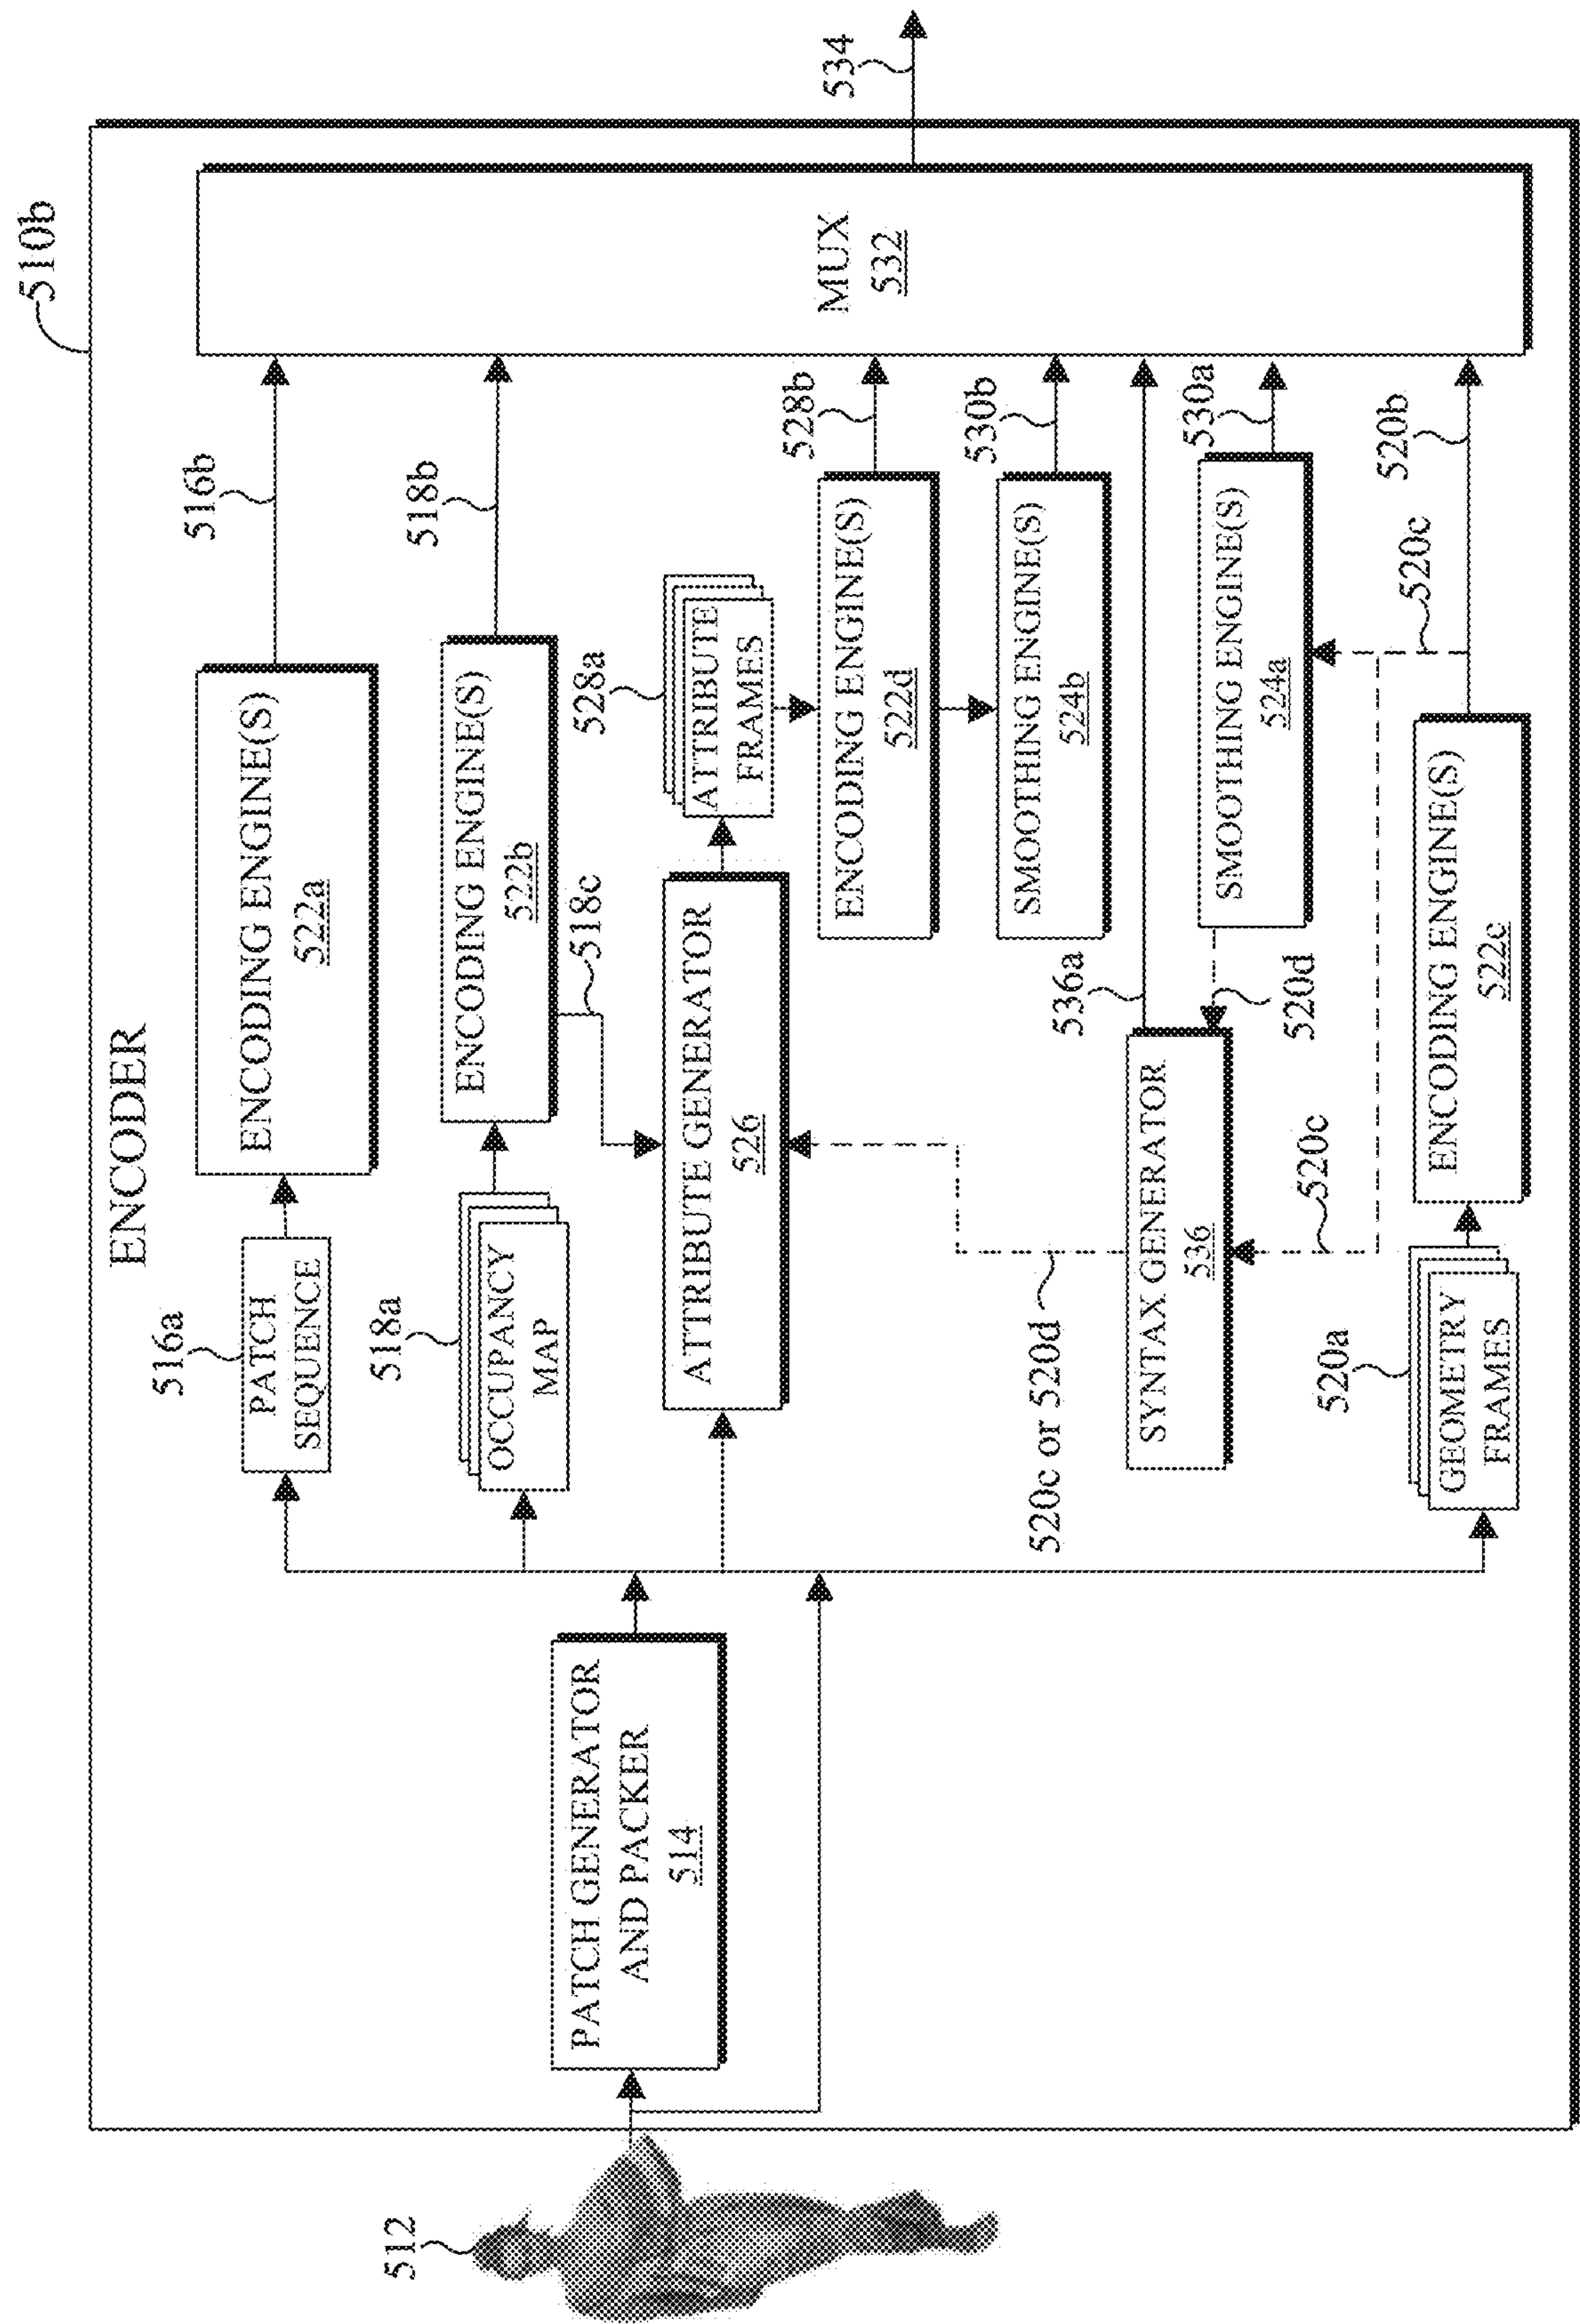 510b
ENCODER
512
PATCH GENERATOR
AND PACKER
514
516a
PATCH
SEQUENCE
ENCODING ENGINE(S)
522a
516b
518a
OCCUPANCY
MAP
ENCODING ENGINE(S)
522b
518b
518c
ATTRIBUTE GENERATOR
526
528a
ATTRIBUTE
FRAMES
ENCODING ENGINE(S)
522d
528b
SMOOTHING ENGINE(S)
524b
530b
520c or 520d
SYNTAX GENERATOR
536
536a
520d
SMOOTHING ENGINE(S)
524a
530a
520c
520c
520a
GEOMETRY
FRAMES
ENCODING ENGINE(S)
522c
520b
MUX
532
534